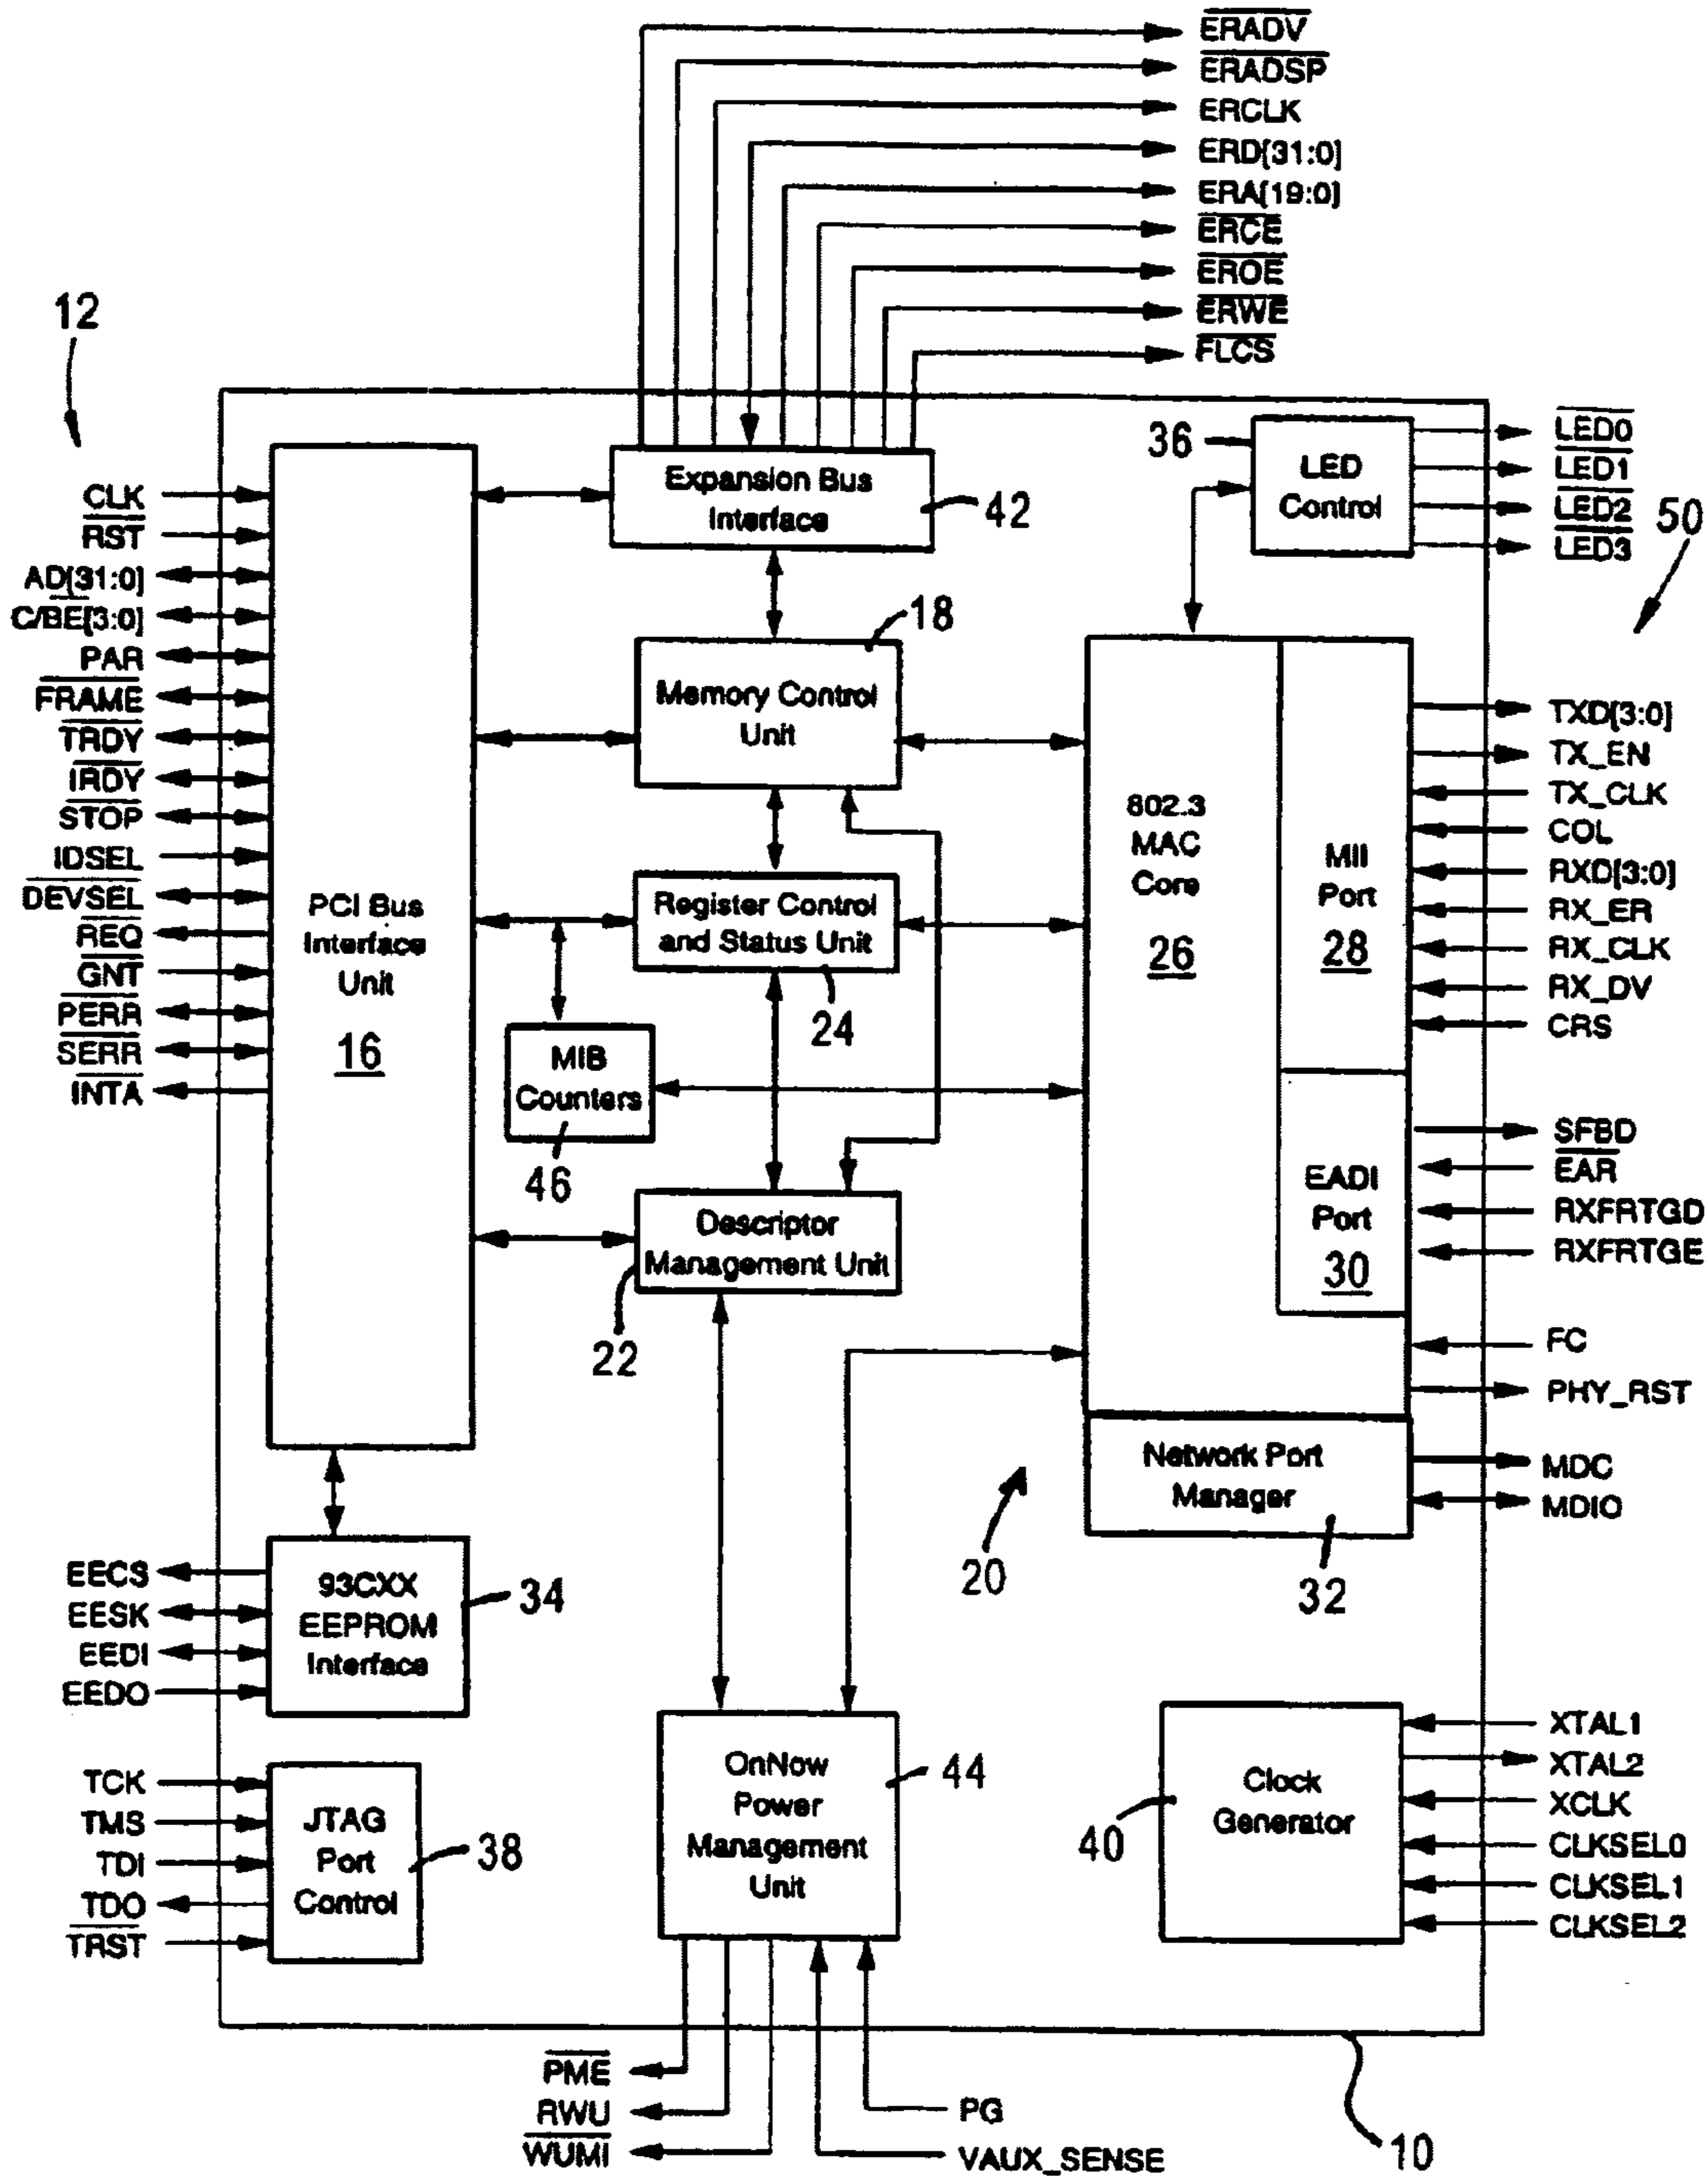 ERADV
ERADSP
ERCLK
ERD[31:0]
ERA[19:0]
ERCE
EROE
ERWE
FLCS
12
CLK
RST
AD[31:0]
C/BE[3:0]
PAR
FRAME
TRDY
IRDY
STOP
IDSEL
DEVSEL
REQ
GNT
PERR
SERR
INTA
PCI Bus
Interface
Unit
16
Expansion Bus
Interface
42
18
Memory Control
Unit
Register Control
and Status Unit
24
MIB
Counters
46
Descriptor
Management Unit
22
36
LED
Control
LED0
LED1
LED2
LED3
50
802.3
MAC
Core
26
MII
Port
28
EADI
Port
30
TXD[3:0]
TX_EN
TX_CLK
COL
RXD[3:0]
RX_ER
RX_CLK
RX_DV
CRS
SFBD
EAR
RXFRTGD
RXFRTGE
FC
PHY_RST
Network Port
Manager
32
MDC
MDIO
20
EECS
EESK
EEDI
EEDO
93CXX
EEPROM
Interface
34
TCK
TMS
TDI
TDO
TRST
JTAG
Port
Control
38
OnNow
Power
Management
Unit
44
40
Clock
Generator
XTAL1
XTAL2
XCLK
CLKSEL0
CLKSEL1
CLKSEL2
PME
RWU
WUMI
PG
VAUX_SENSE
10